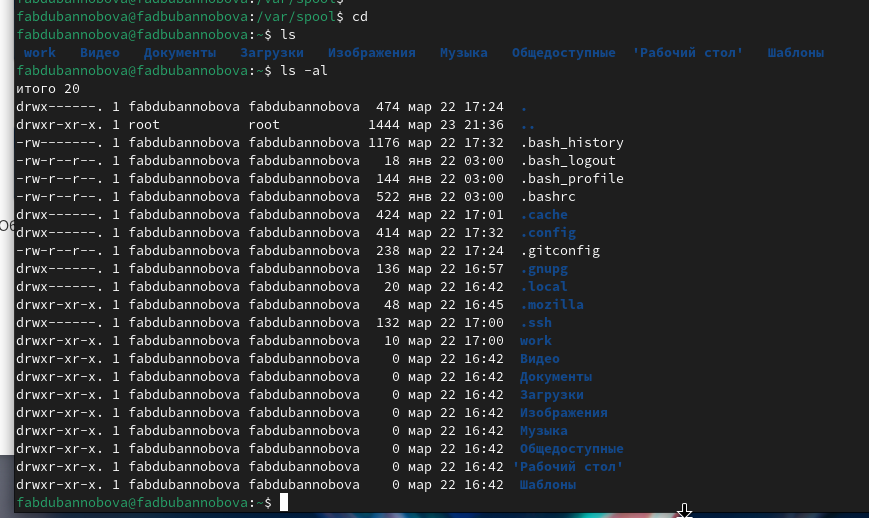 fabdubannobova@fadbubannobova:/var/spool$
fabdubannobova@fadbubannobova:/var/spool$ cd
fabdubannobova@fadbubannobova:~$ ls
work Видео Документы Загрузки Изображения Музыка Общедоступные 'Рабочий стол' Шаблоны
fabdubannobova@fadbubannobova:~$ ls -al
итого 20
drwx------. 1 fabdubannobova fabdubannobova 474 мар 22 17:24 .
drwxr-xr-x. 1 root root 1444 мар 23 21:36 ..
-rw-------. 1 fabdubannobova fabdubannobova 1176 мар 22 17:32 .bash_history
-rw-r--r--. 1 fabdubannobova fabdubannobova 18 янв 22 03:00 .bash_logout
-rw-r--r--. 1 fabdubannobova fabdubannobova 144 янв 22 03:00 .bash_profile
-rw-r--r--. 1 fabdubannobova fabdubannobova 522 янв 22 03:00 .bashrc
drwx------. 1 fabdubannobova fabdubannobova 424 мар 22 17:01 .cache
drwx------. 1 fabdubannobova fabdubannobova 414 мар 22 17:32 .config
-rw-r--r--. 1 fabdubannobova fabdubannobova 238 мар 22 17:24 .gitconfig
drwx------. 1 fabdubannobova fabdubannobova 136 мар 22 16:57 .gnupg
drwx------. 1 fabdubannobova fabdubannobova 20 мар 22 16:42 .local
drwxr-xr-x. 1 fabdubannobova fabdubannobova 48 мар 22 16:45 .mozilla
drwx------. 1 fabdubannobova fabdubannobova 132 мар 22 17:00 .ssh
drwxr-xr-x. 1 fabdubannobova fabdubannobova 10 мар 22 17:00 work
drwxr-xr-x. 1 fabdubannobova fabdubannobova 0 мар 22 16:42 Видео
drwxr-xr-x. 1 fabdubannobova fabdubannobova 0 мар 22 16:42 Документы
drwxr-xr-x. 1 fabdubannobova fabdubannobova 0 мар 22 16:42 Загрузки
drwxr-xr-x. 1 fabdubannobova fabdubannobova 0 мар 22 16:42 Изображения
drwxr-xr-x. 1 fabdubannobova fabdubannobova 0 мар 22 16:42 Музыка
drwxr-xr-x. 1 fabdubannobova fabdubannobova 0 мар 22 16:42 Общедоступные
drwxr-xr-x. 1 fabdubannobova fabdubannobova 0 мар 22 16:42 'Рабочий стол'
drwxr-xr-x. 1 fabdubannobova fabdubannobova 0 мар 22 16:42 Шаблоны
fabdubannobova@fadbubannobova:~$